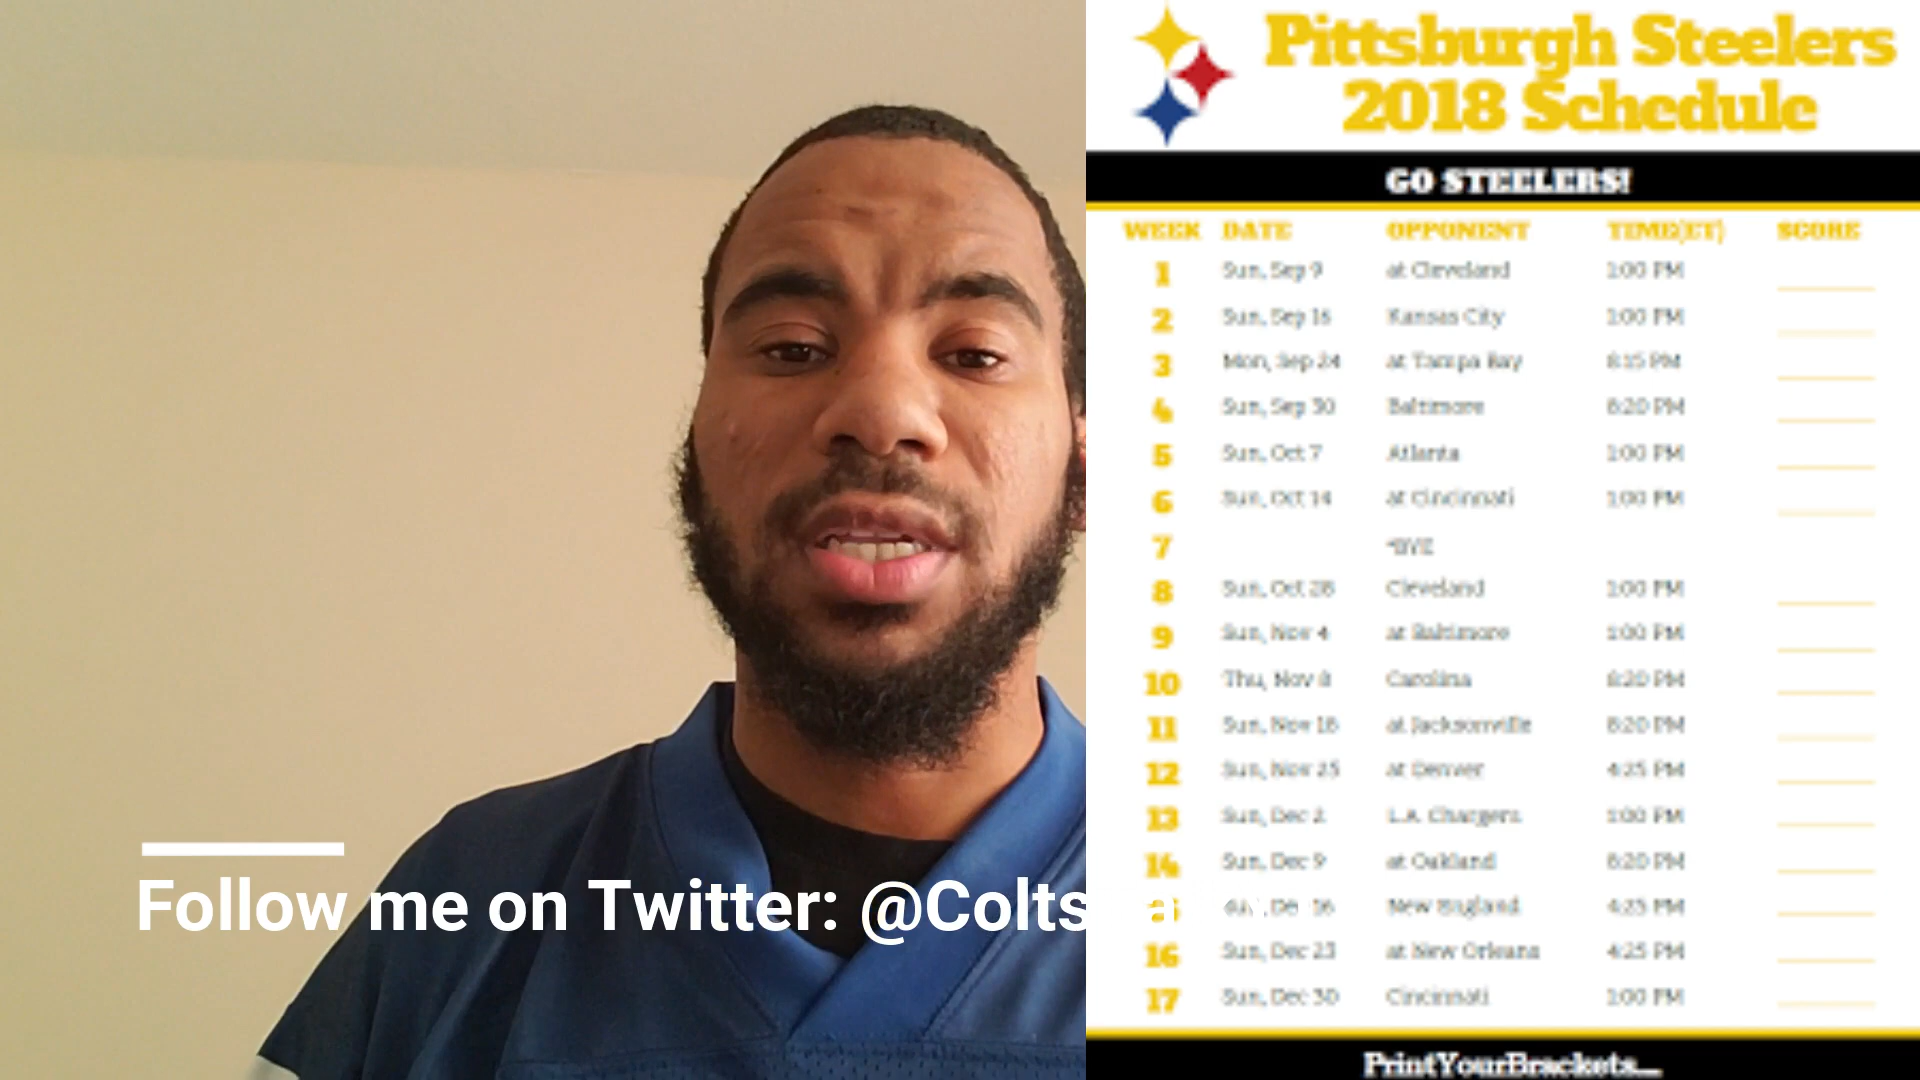 Pittsburgh Steelers
2018 Schedule
GO STEELERS!
WEEK DATE OPPONENT TIME(ET) SCORE
1 Sun, Sep 9 at Cleveland 1:00 PM
2 Sun, Sep 16 Kansas City 1:00 PM
3 Mon, Sep 24 at Tampa Bay 8:15 PM
4 Sun, Sep 30 Baltimore 8:20 PM
5 Sun, Oct 7 Atlanta 1:00 PM
6 Sun, Oct 14 at Cincinnati 1:00 PM
7 *BYE
8 Sun, Oct 28 Cleveland 1:00 PM
9 Sun, Nov 4 at Baltimore 1:00 PM
10 Thu, Nov 8 Carolina 8:20 PM
11 Sun, Nov 18 at Jacksonville 8:20 PM
12 Sun, Nov 25 at Denver 4:25 PM
13 Sun, Dec 2 L.A. Chargers 1:00 PM
14 Sun, Dec 9 at Oakland 8:20 PM
Sun, Dec 16 New England 4:25 PM
16 Sun, Dec 23 at New Orleans 4:25 PM
17 Sun, Dec 30 Cincinnati 1:00 PM
PrintYourBrackets
Follow me on Twitter: @Colts